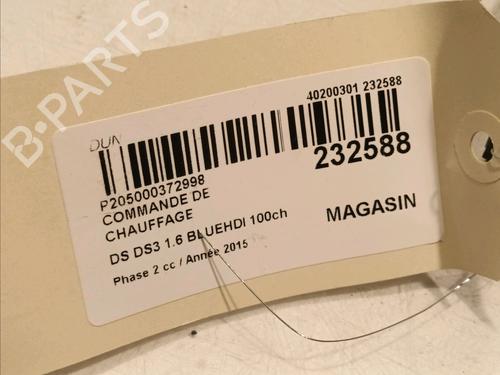 B-PARTS
DUN
40200301 232588
P205000372998
232588
COMMANDE DE
CHAUFFAGE
MAGASIN
DS DS3 1.6 BLUEHDI 100ch
Phase 2 cc / Année 2015